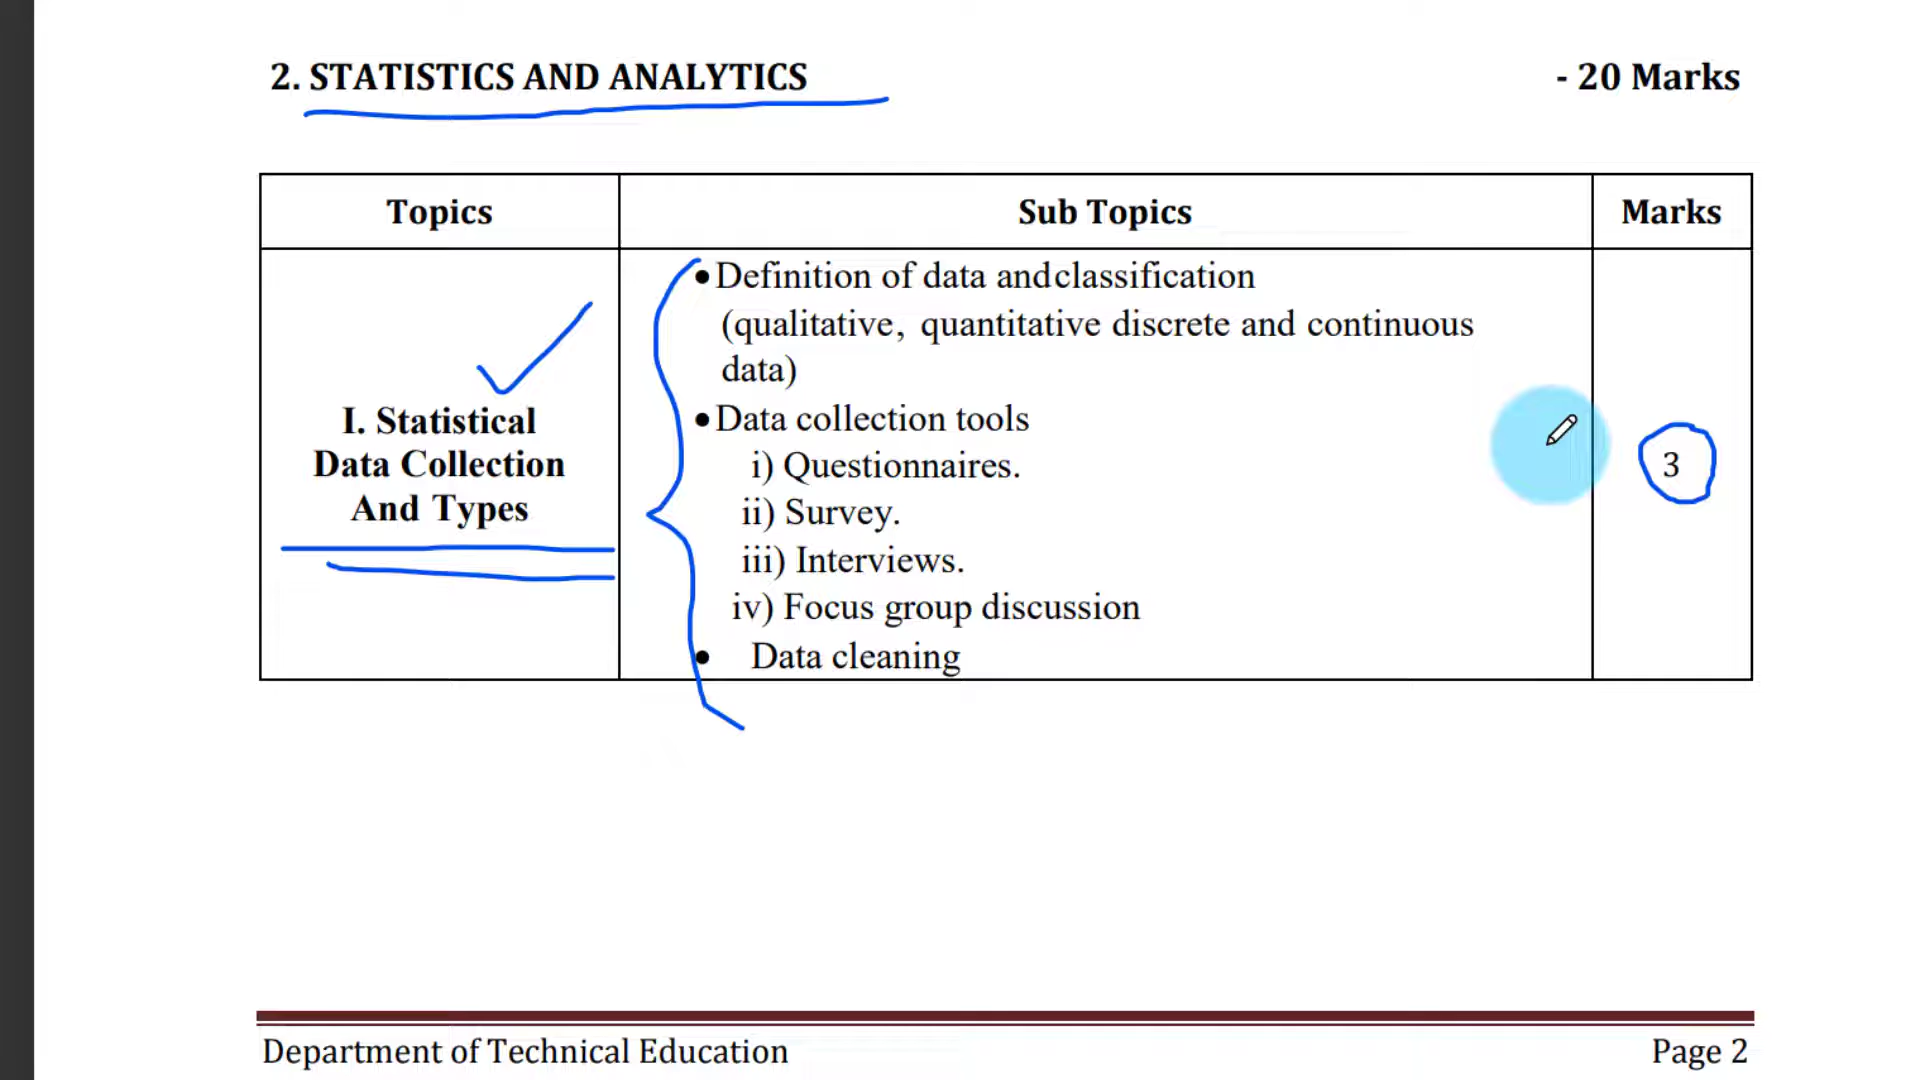 2. STATISTICS AND ANALYTICS - 20 Marks
Topics Sub Topics Marks
•Definition of data andclassification
(qualitative, quantitative discrete and continuous
data)
•Data collection tools
i) Questionnaires.
ii) Survey.
iii) Interviews.
iv) Focus group discussion
• Data cleaning
I. Statistical
Data Collection
And Types
3
Department of Technical Education Page 2